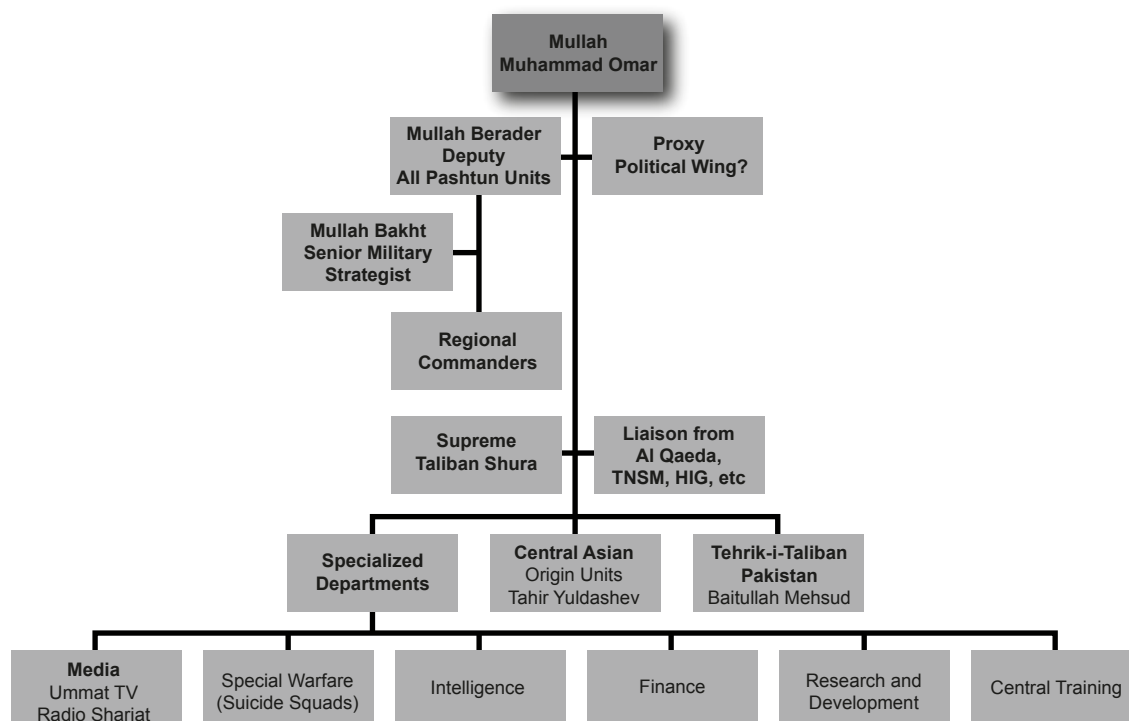 Mullah
Muhammad Omar
Mullah Berader
Deputy
All Pashtun Units
Proxy
Political Wing?
Mullah Bakht
Senior Military
Strategist
Regional
Commanders
Supreme
Taliban Shura
Liaison from
Al Qaeda,
TNSM, HIG, etc
Specialized
Departments
Central Asian
Origin Units
Tahir Yuldashev
Tehrik-i-Taliban
Pakistan
Baitullah Mehsud
Media
Ummat TV
Radio Shariat
Special Warfare
(Suicide Squads)
Intelligence
Finance
Research and
Development
Central Training